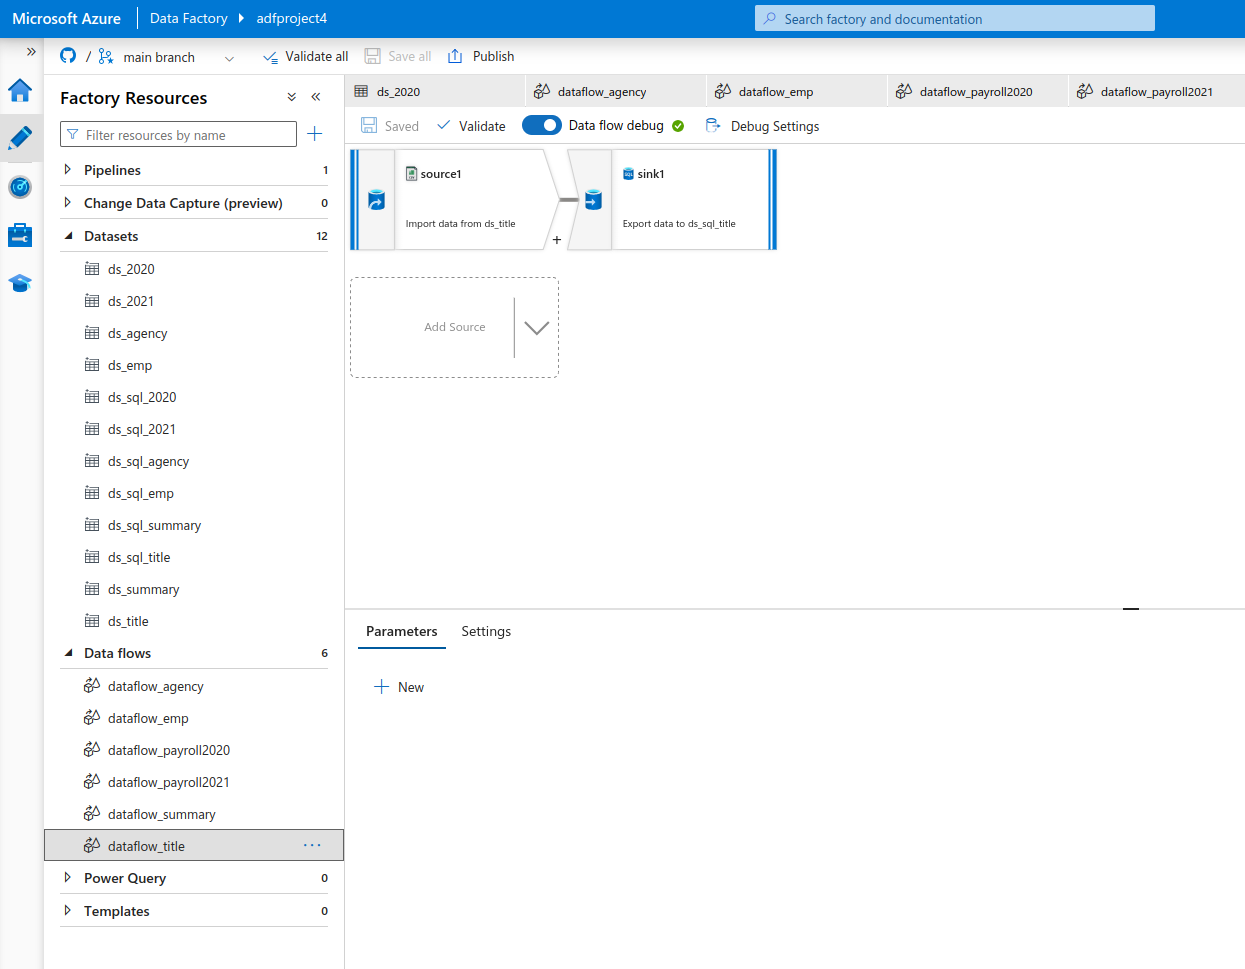 Microsoft Azure Data Factory adfproject4 Search factory and documentation
/ main branch Validate all Save all Publish
Factory Resources
Filter resources by name
Pipelines 1
Change Data Capture (preview) 0
Datasets 12
ds_2020
ds_2021
ds_agency
ds_emp
ds_sql_2020
ds_sql_2021
ds_sql_agency
ds_sql_emp
ds_sql_summary
ds_sql_title
ds_summary
ds_title
Data flows 6
dataflow_agency
dataflow_emp
dataflow_payroll2020
dataflow_payroll2021
dataflow_summary
dataflow_title
Power Query 0
Templates 0
ds_2020 dataflow_agency dataflow_emp dataflow_payroll2020 dataflow_payroll2021
Saved Validate Data flow debug Debug Settings
source1
Import data from ds_title
sink1
Export data to ds_sql_title
Add Source
Parameters Settings
New